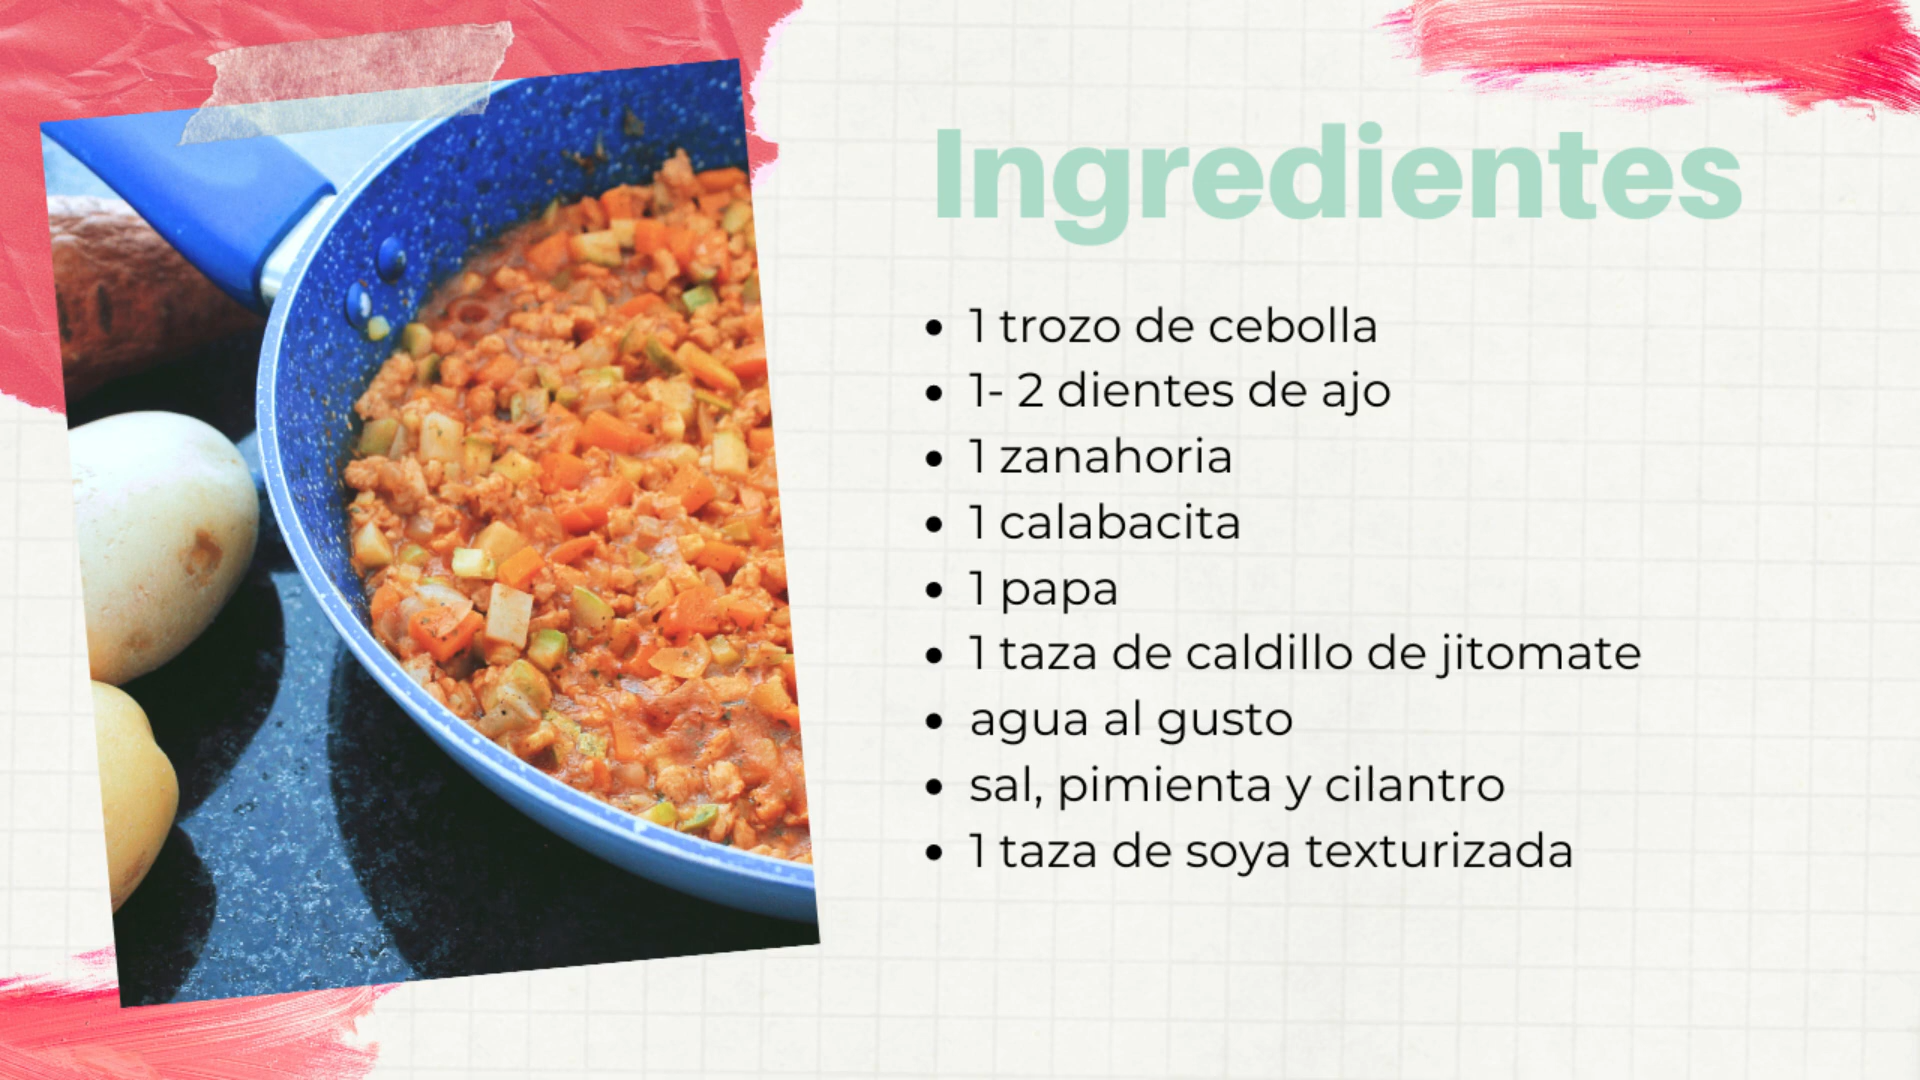 Ingredientes
1 trozo de cebolla
1- 2 dientes de ajo
1 zanahoria
1 calabacita
1 papa
1 taza de caldillo de jitomate
agua al gusto
sal, pimienta y cilantro
1 taza de soya texturizada